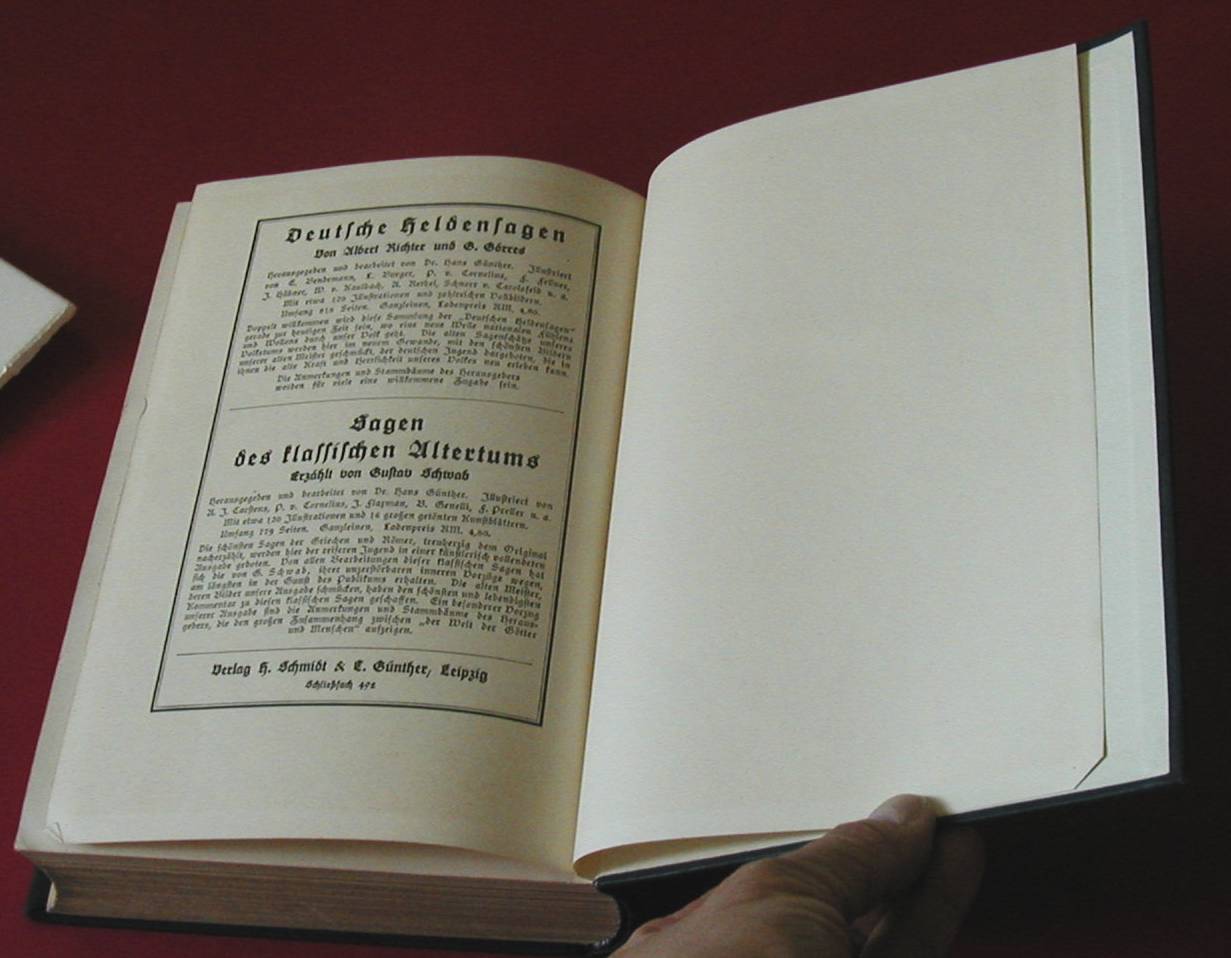 Deutsche Heldensagen
Von Albert Richter und G. Görres
Herausgegeben und bearbeitet von Dr. Hans Günther. Illustriert
von E. Bendemann, L. Burger, P. v. Cornelius, F. Fellner,
J. Hübner, W. v. Kaulbach, A. Rethel, Schnorr v. Carolsfeld u. a.
Mit etwa 120 Illustrationen und zahlreichen Vollbildern.
Umfang 815 Seiten. Ganzleinen, Ladenpreis RM. 4,80.
Doppelt willkommen wird diese Sammlung der „Deutschen Heldensagen"
gerade zur heutigen Zeit sein, wo eine neue Welle nationalen Fühlens
und Wollens durch unser Volk geht. Die alten Sagenschätze unseres
Volkstums werden hier im neuem Gewande, mit den schönsten Bildern
unserer alten Meister geschmückt, der deutschen Jugend dargeboten, die in
ihnen die alte Kraft und Herrlichkeit unseres Volkes neu erleben kann.
Die Anmerkungen und Stammbäume des Herausgebers
werden für viele eine willkommene Zugabe sein.
Sagen
des klassischen Altertums
Erzählt von Gustav Schwab
Herausgegeben und bearbeitet von Dr. Hans Günther. Illustriert von
A. J. Carstens, P. v. Cornelius, J. Flaxman, B. Genelli, F. Preller u. a.
Mit etwa 120 Illustrationen und 16 großen getönten Kunstblättern.
Umfang 779 Seiten. Ganzleinen, Ladenpreis RM. 4,80.
Die schönsten Sagen der Griechen und Römer, treuherzig dem Original
nacherzählt, werden hier der reiferen Jugend in einer künstlerisch vollendeten
Ausgabe geboten. Von allen Bearbeitungen dieser klassischen Sagen hat
sich die von G. Schwab, ihrer unzerstörbaren inneren Vorzüge wegen,
am längsten in der Gunst des Publikums erhalten. Die alten Meister,
deren Bilder unsere Ausgabe schmücken, haben den schönsten und lebendigsten
Kommentar zu diesen klassischen Sagen geschaffen. Ein besonderer Vorzug
unserer Ausgabe sind die Anmerkungen und Stammbäume des Heraus-
gebers, die den großen Zusammenhang zwischen „der Welt der Götter
und Menschen" aufzeigen.
Verlag H. Schmidt & C. Günther, Leipzig
Schließfach 492